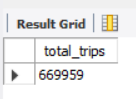 Result Grid
total_trips
669959